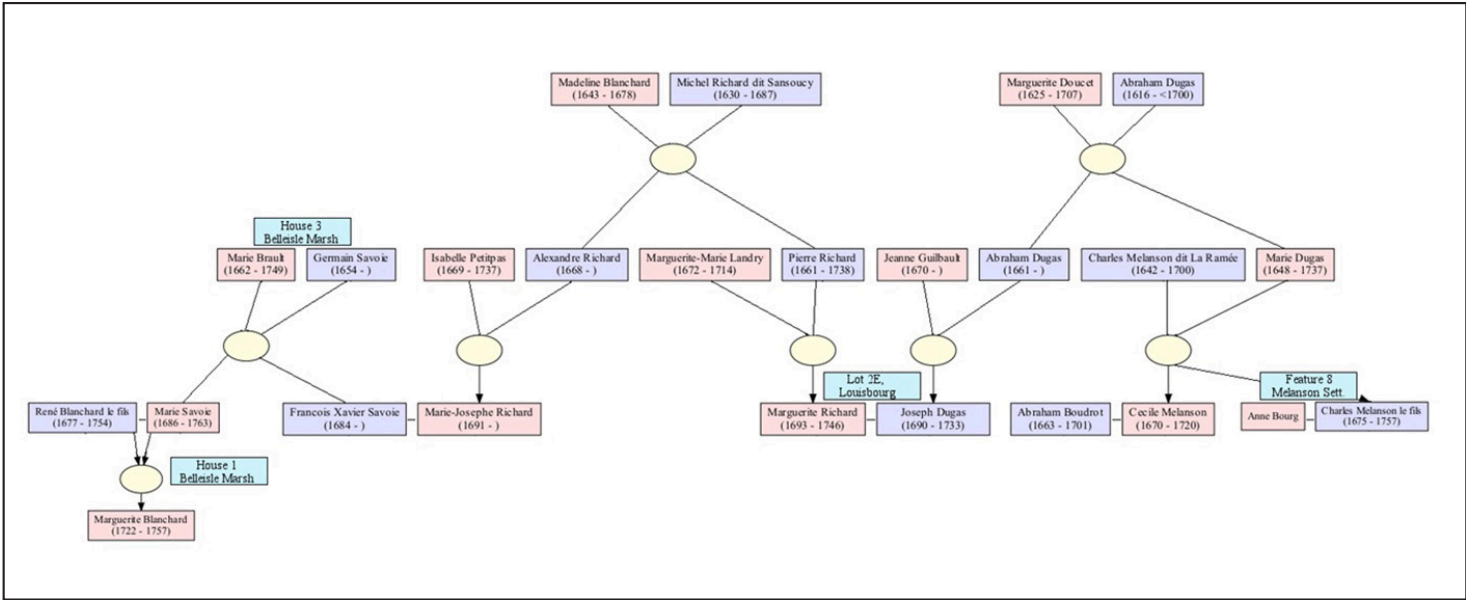 Madeline Blanchard
(1643 - 1678)
Michel Richard dit Sansoucy
(1630 - 1687)
Marguerite Doucet
(1625 - 1707)
Abraham Dugas
(1616 - <1700)
House 3
Belleisle Marsh
Marie Brault
(1662 - 1749)
Germain Savoie
(1654 - )
Isabelle Petitpas
(1669 - 1737)
Alexandre Richard
(1668 - )
Marguerite-Marie Landry
(1672 - 1714)
Pierre Richard
(1661 - 1738)
Jeanne Guilbault
(1670 - )
Abraham Dugas
(1661 - )
Charles Melanson dit La Ramée
(1642 - 1700)
Marie Dugas
(1648 - 1737)
Lot 2E,
Louisbourg
Feature 8
Melanson Sett.
René Blanchard le fils
(1677 - 1754)
Marie Savoie
(1686 - 1763)
Francois Xavier Savoie
(1684 - )
Marie-Josephe Richard
(1691 - )
Marguerite Richard
(1693 - 1746)
Joseph Dugas
(1690 - 1733)
Abraham Boudrot
(1663 - 1701)
Cecile Melanson
(1670 - 1720)
Anne Bourg
Charles Melanson le fils
(1675 - 1757)
House 1
Belleisle Marsh
Marguerite Blanchard
(1722 - 1757)